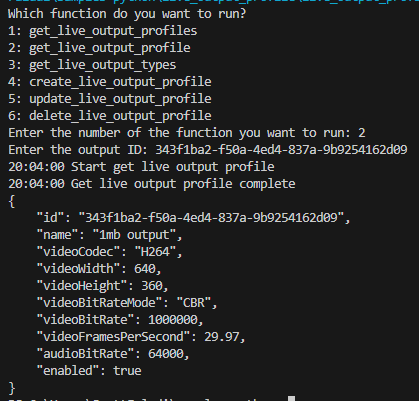 Which function do you want to run?
1: get_live_output_profiles
2: get_live_output_profile
3: get_live_output_types
4: create_live_output_profile
5: update_live_output_profile
6: delete_live_output_profile
Enter the number of the function you want to run: 2
Enter the output ID: 343f1ba2-f50a-4ed4-837a-9b9254162d09
20:04:00 Start get live output profile
20:04:00 Get live output profile complete
{
    "id": "343f1ba2-f50a-4ed4-837a-9b9254162d09",
    "name": "1mb output",
    "videoCodec": "H264",
    "videoWidth": 640,
    "videoHeight": 360,
    "videoBitRateMode": "CBR",
    "videoBitRate": 1000000,
    "videoFramesPerSecond": 29.97,
    "audioBitRate": 64000,
    "enabled": true
}